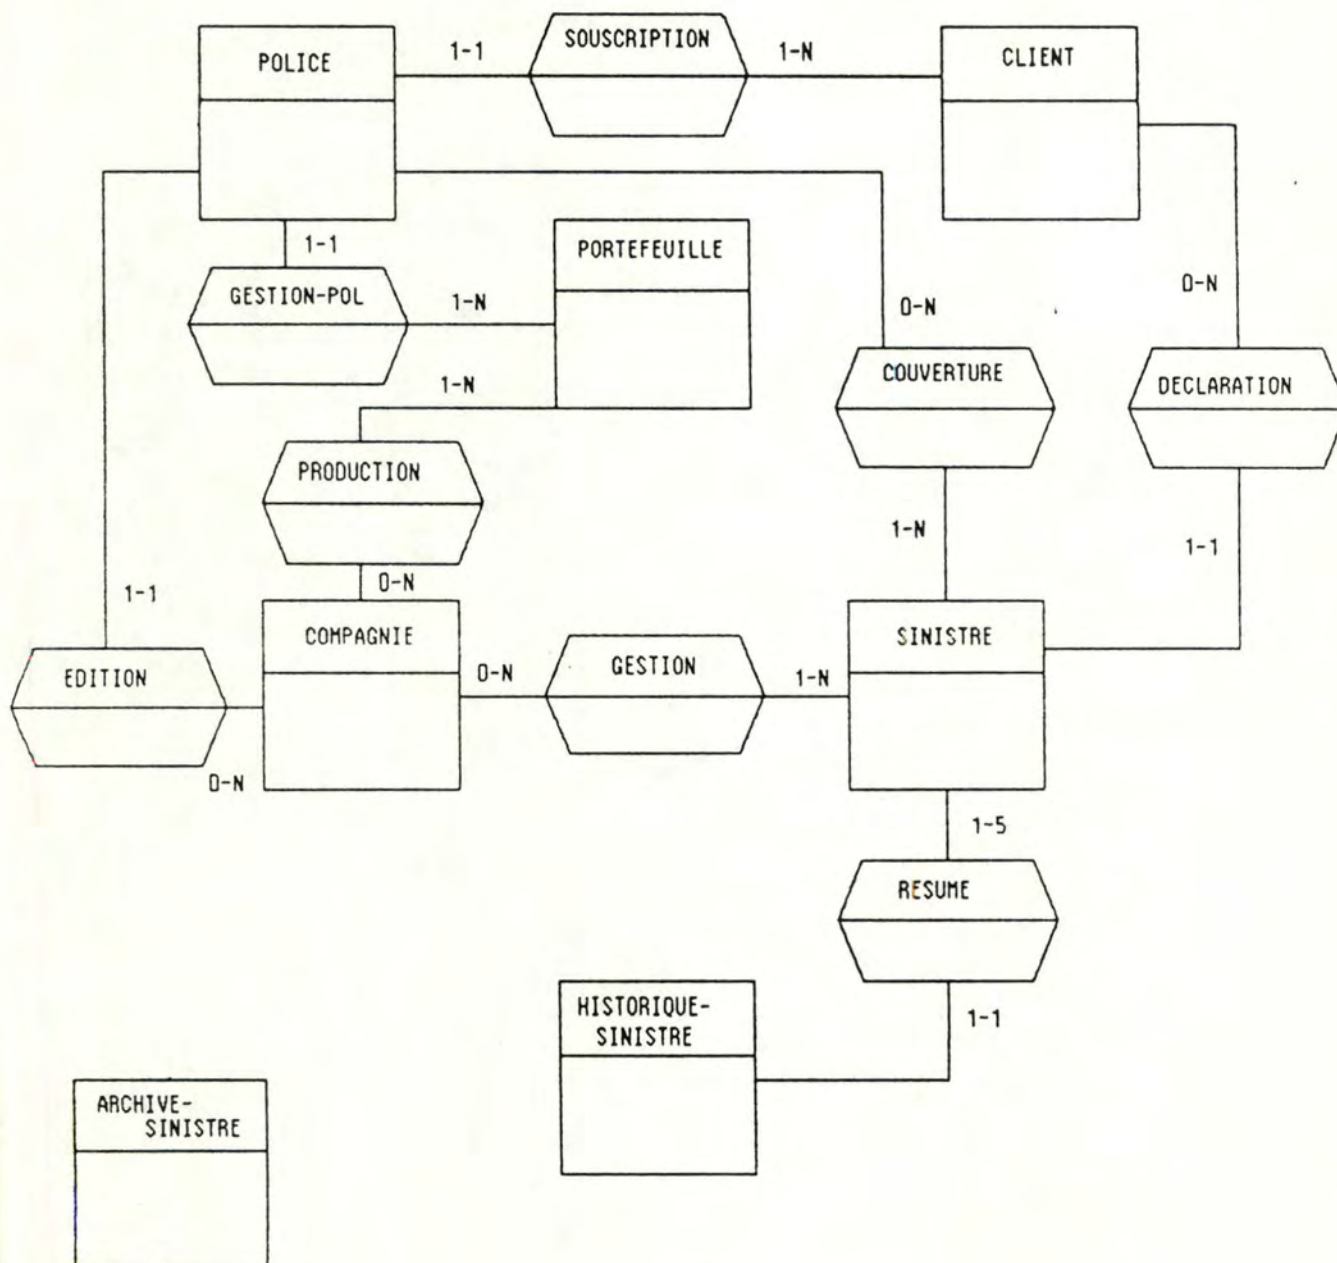 SOUSCRIPTION
POLICE
1-1
1-N
CLIENT
1-1
PORTEFEUILLE
GESTION-POL
1-N
0-N
0-N
1-N
COUVERTURE
DECLARATION
PRODUCTION
1-N
1-1
1-1
0-N
COMPAGNIE
SINISTRE
EDITION
0-N
GESTION
1-N
0-N
1-5
RESUME
HISTORIQUE-
SINISTRE
1-1
ARCHIVE-
SINISTRE